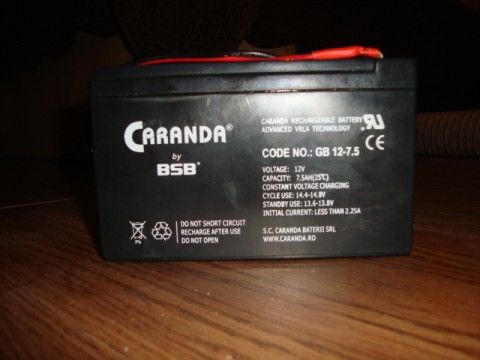 CARANDA®
by
BSB®
CARANDA RECHARGEABLE BATTERY
ADVANCED VRLA TECHNOLOGY
CODE NO.: GB 12-7.5
VOLTAGE: 12V
CAPACITY: 7.5AH(25℃)
CONSTANT VOLTAGE CHARGING
CYCLE USE: 14.4-14.8V
STANDBY USE: 13.6-13.8V
INITIAL CURRENT: LESS THAN 2.25A
S.C. CARANDA BATERII SRL
WWW.CARANDA.RO
DO NOT SHORT CIRCUIT
RECHARGE AFTER USE
DO NOT OPEN
Pb
CE